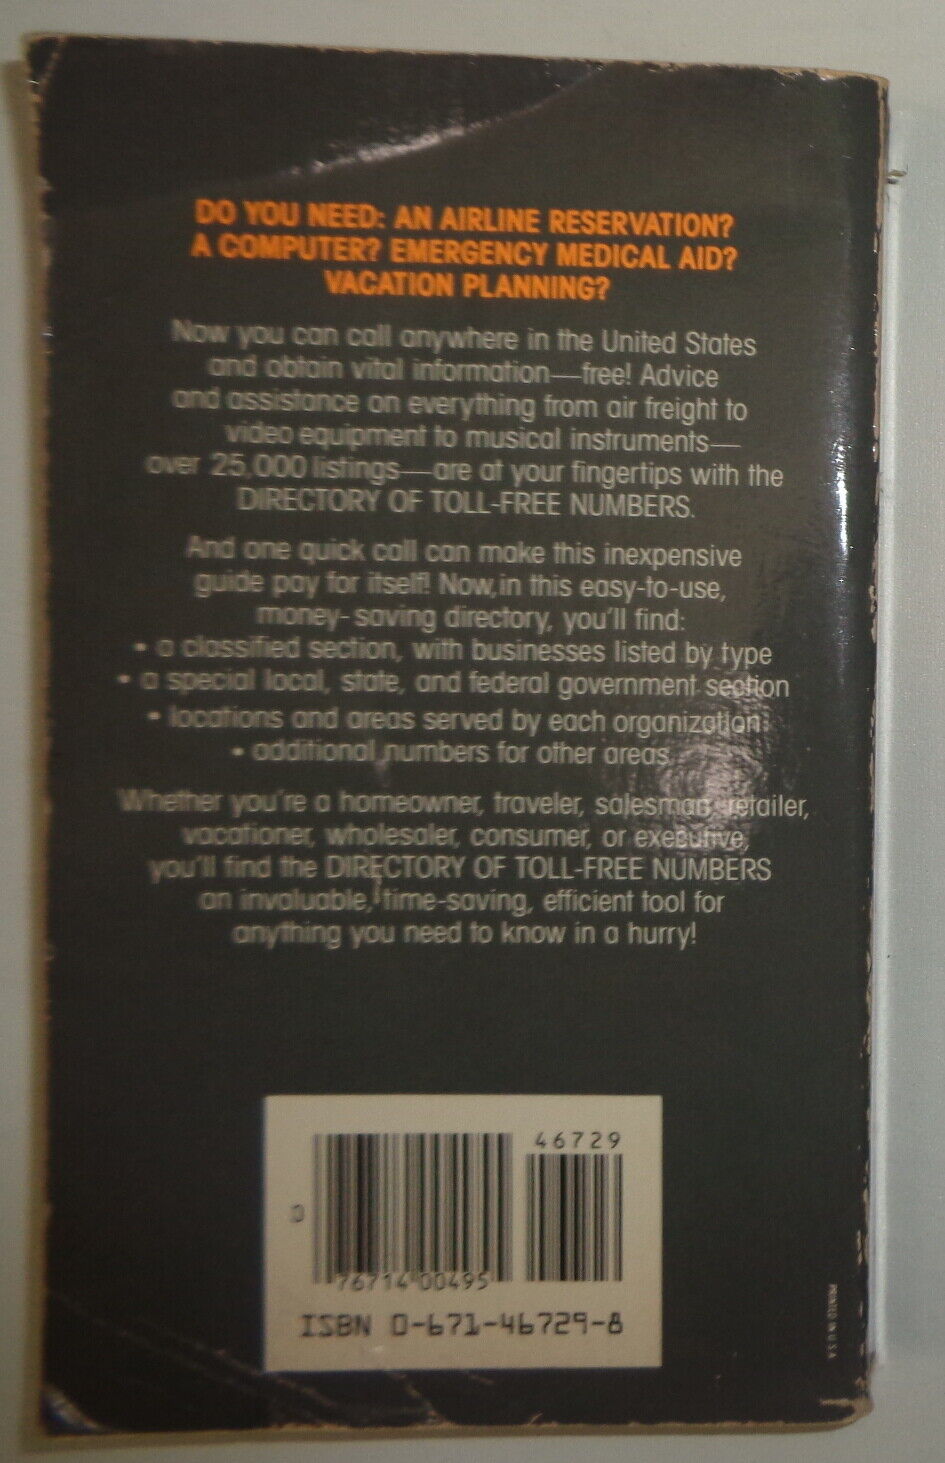 DO YOU NEED: AN AIRLINE RESERVATION?
A COMPUTER? EMERGENCY MEDICAL AID?
VACATION PLANNING?
Now you can call anywhere in the United States
and obtain vital information—free! Advice
and assistance on everything from air freight to
video equipment to musical instruments—
over 25,000 listings—are at your fingertips with the
DIRECTORY OF TOLL-FREE NUMBERS.
And one quick call can make this inexpensive
guide pay for itself! Now, in this easy-to-use,
money-saving directory, you'll find:
• a classified section, with businesses listed by type
• a special local, state, and federal government section
• locations and areas served by each organization
• additional numbers for other areas
Whether you're a homeowner, traveler, salesman, retailer,
vacationer, wholesaler, consumer, or executive,
you'll find the DIRECTORY OF TOLL-FREE NUMBERS
an invaluable, time-saving, efficient tool for
anything you need to know in a hurry!
46729
0
76714 00495
ISBN 0-671-46729-8
PRINTED IN U.S.A.